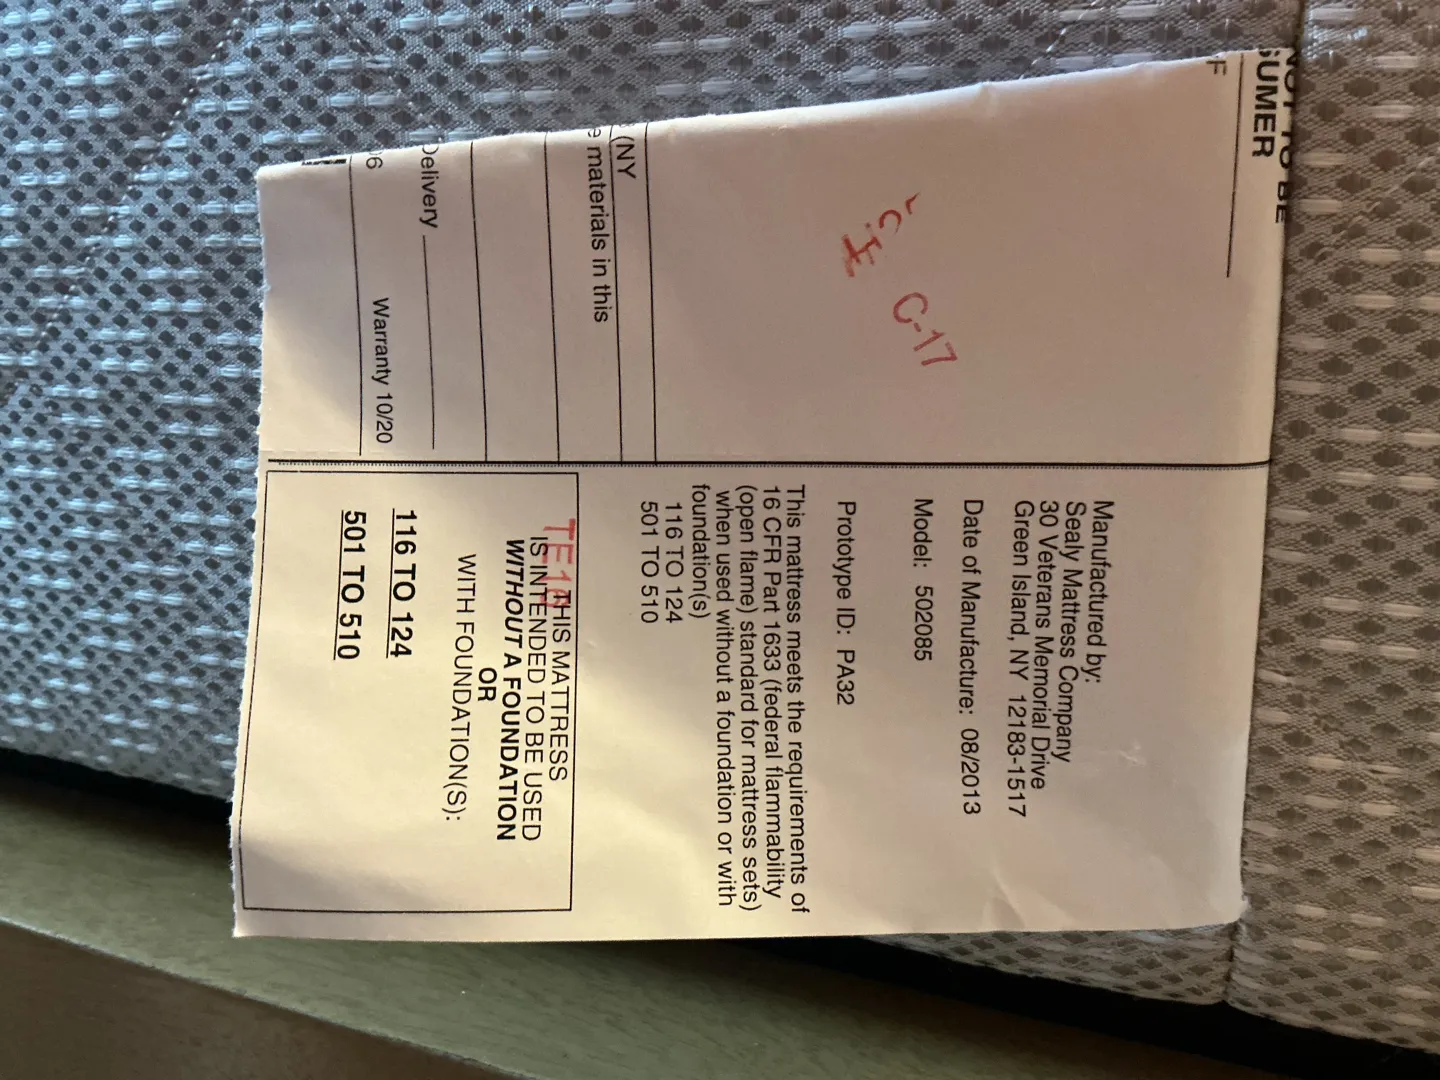 NOT TO BE
SUMER
F
C-17
(NY
e materials in this
Delivery
Warranty 10/20
Manufactured by:
Sealy Mattress Company
30 Veterans Memorial Drive
Green Island, NY 12183-1517
Date of Manufacture: 08/2013
Model: 502085
Prototype ID: PA32
This mattress meets the requirements of
16 CFR Part 1633 (federal flammability
(open flame) standard for mattress sets)
when used without a foundation or with
foundation(s)
116 TO 124
501 TO 510
THIS MATTRESS
IS INTENDED TO BE USED
WITHOUT A FOUNDATION
OR
WITH FOUNDATION(S):
116 TO 124
501 TO 510